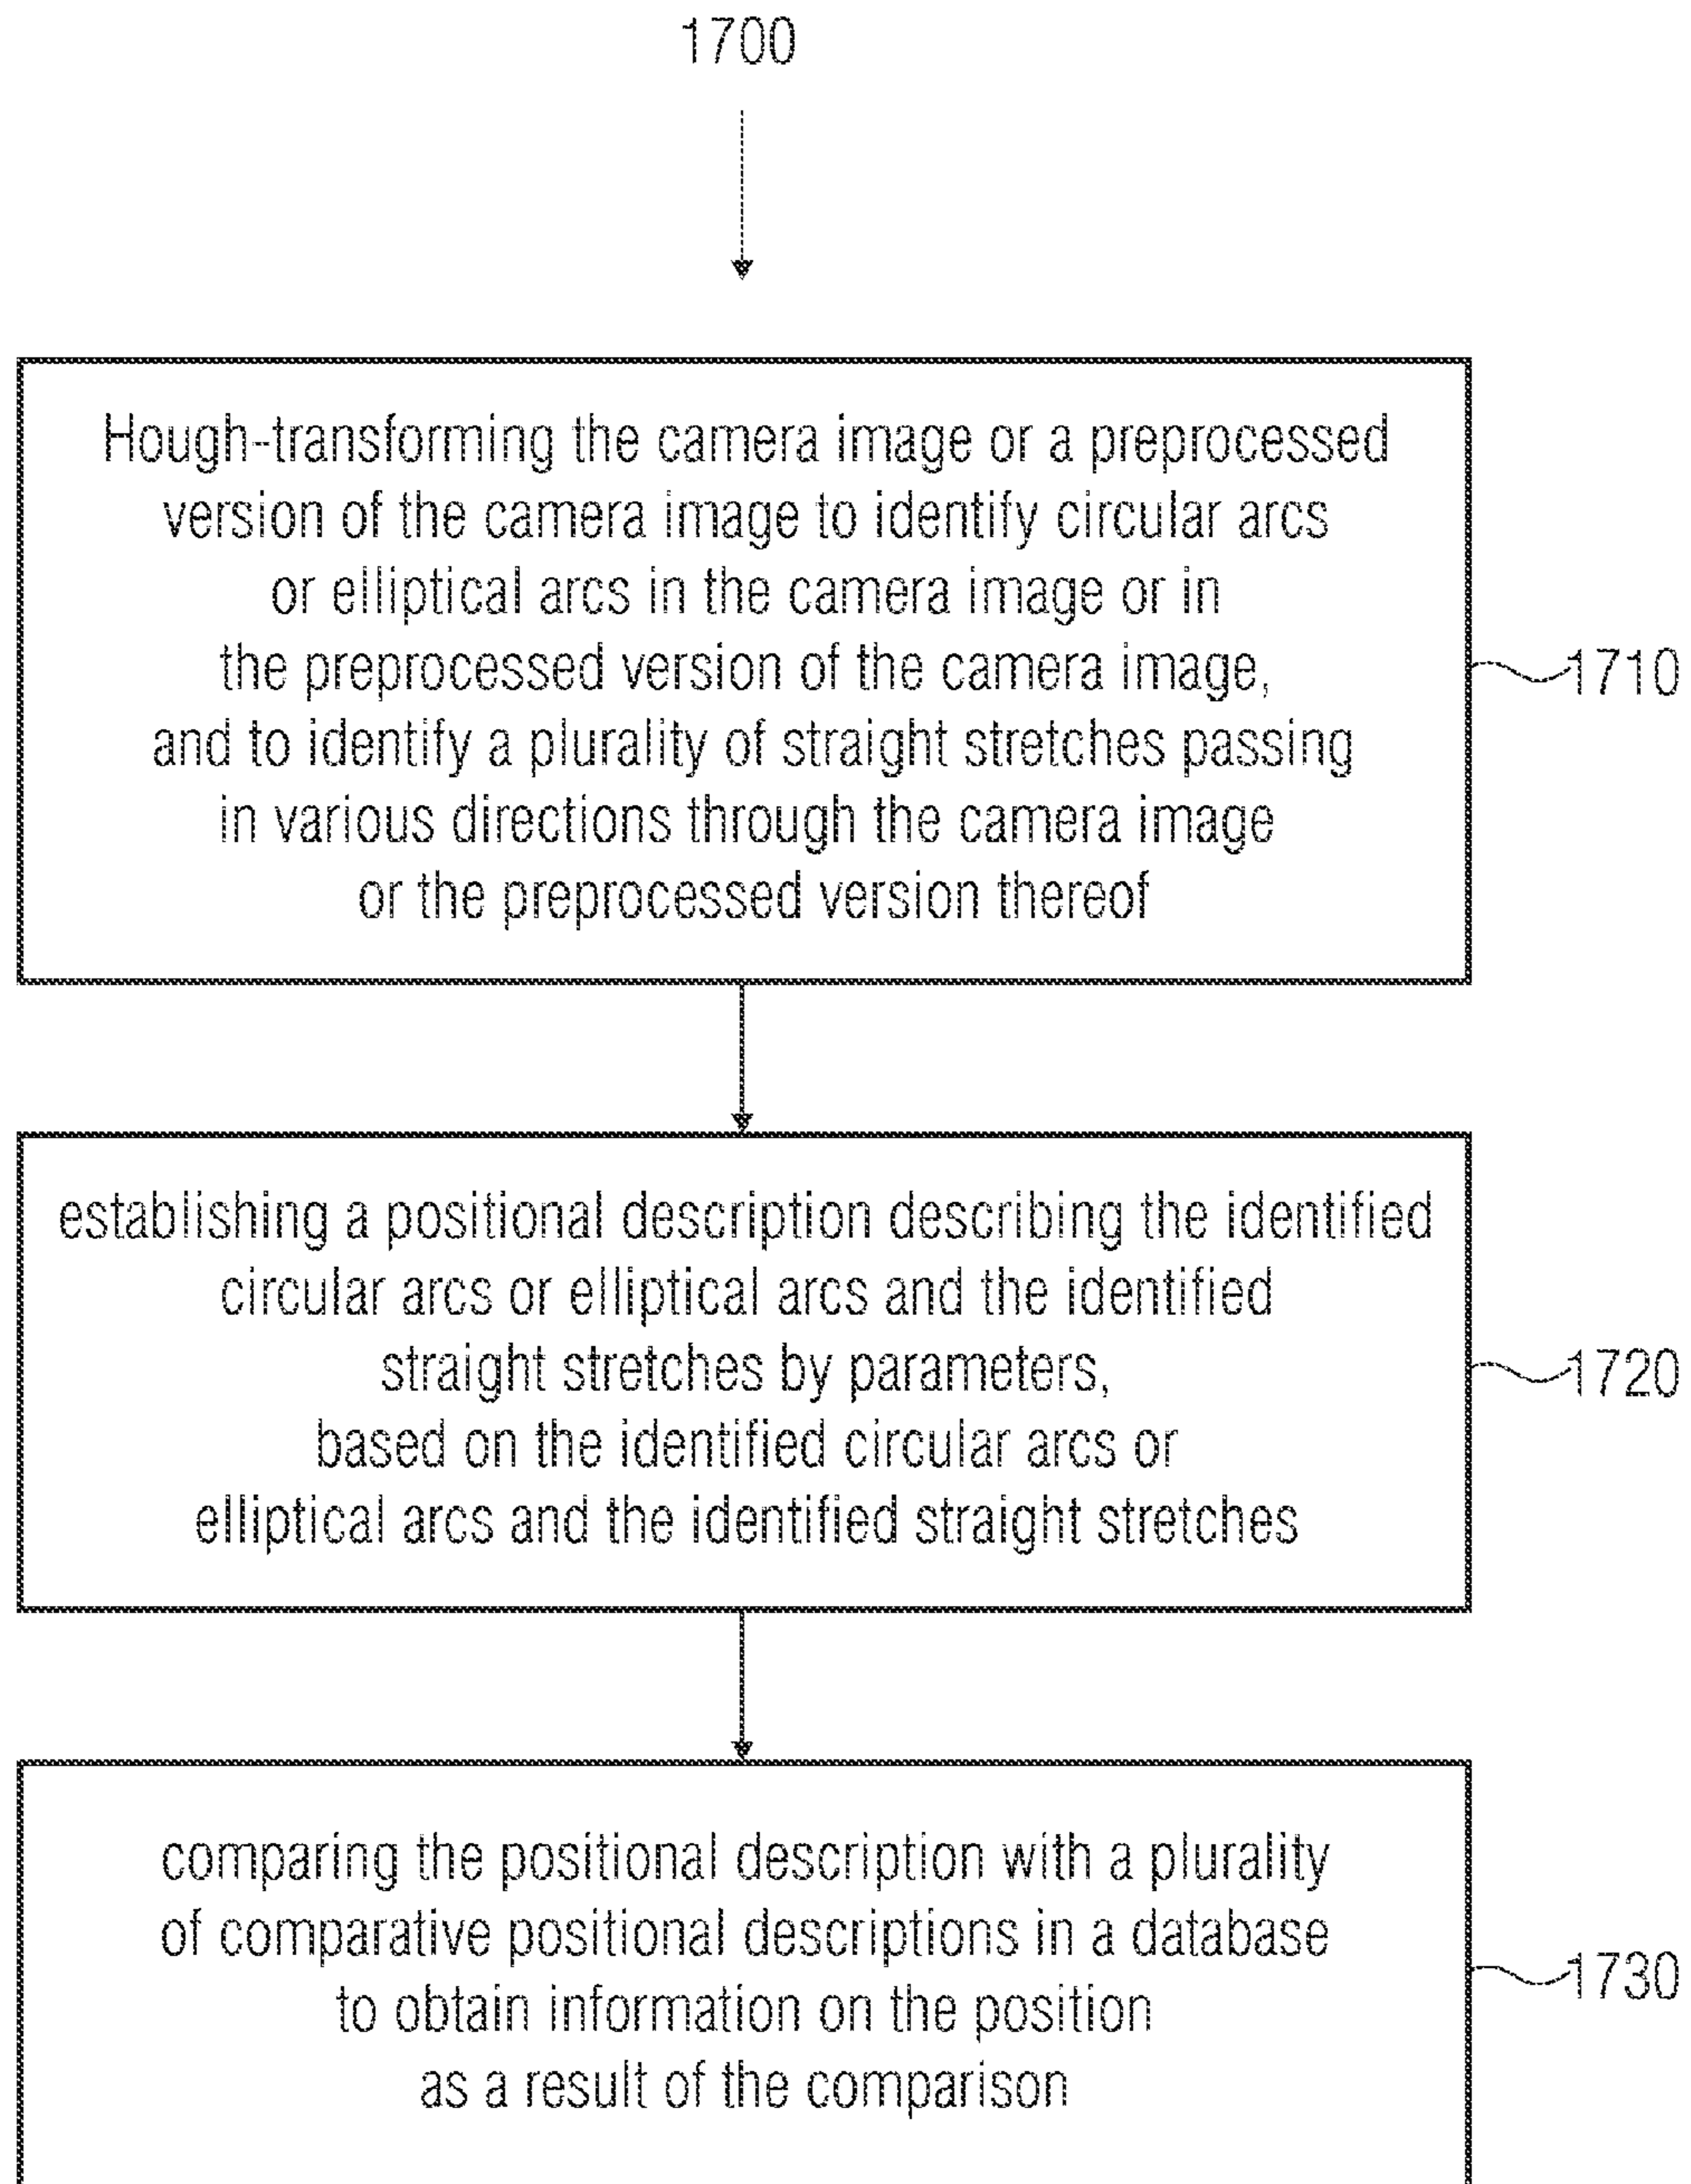 1700
Hough-transforming the camera image or a preprocessed
version of the camera image to identify circular arcs
or elliptical arcs in the camera image or in
the preprocessed version of the camera image,
and to identify a plurality of straight stretches passing
in various directions through the camera image
or the preprocessed version thereof
1710
establishing a positional description describing the identified
circular arcs or elliptical arcs and the identified
straight stretches by parameters,
based on the identified circular arcs or
elliptical arcs and the identified straight stretches
1720
comparing the positional description with a plurality
of comparative positional descriptions in a database
to obtain information on the position
as a result of the comparison
1730